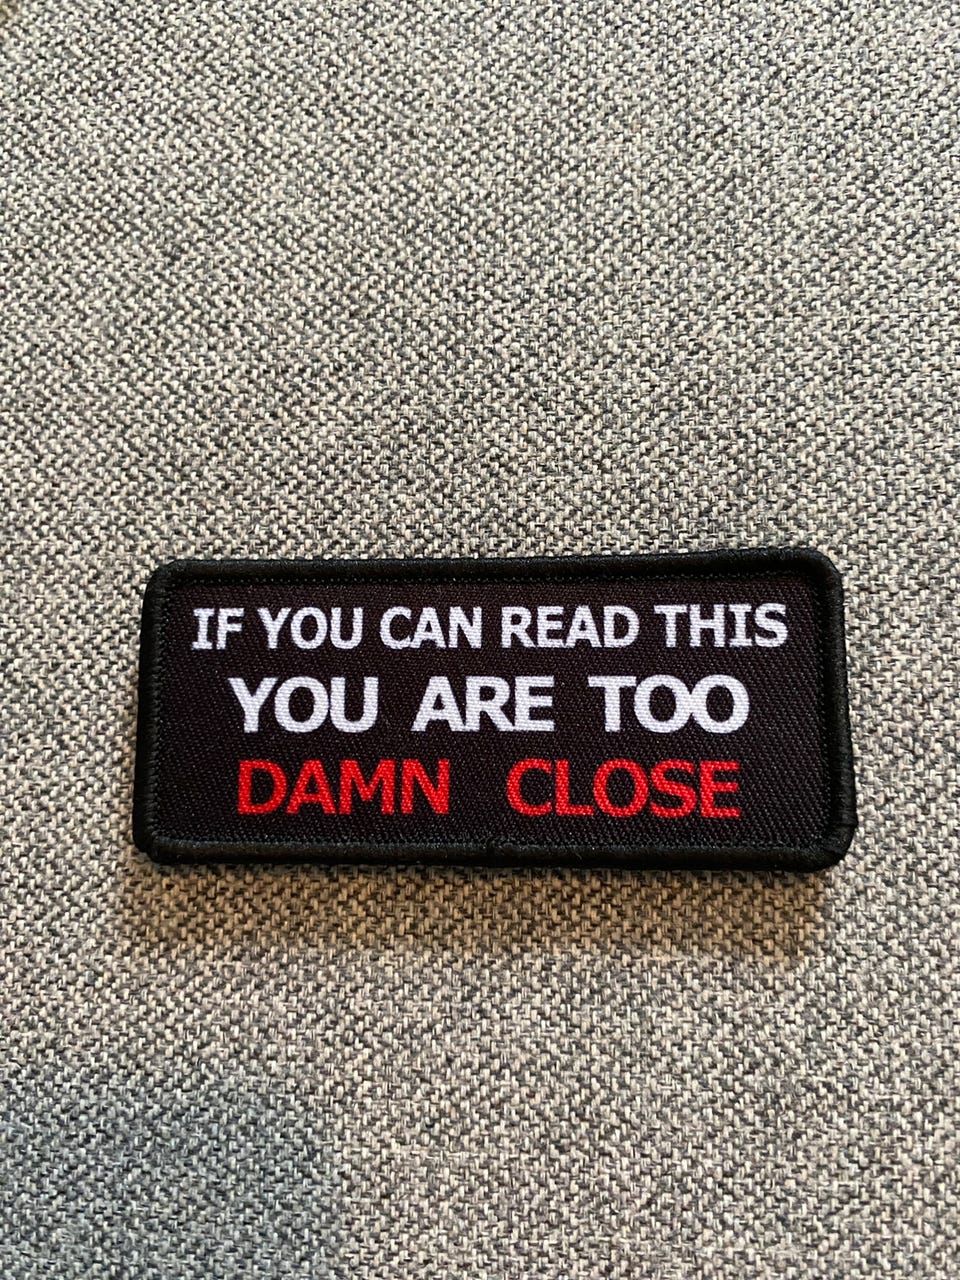 IF YOU CAN READ THIS
YOU ARE TOO
DAMN CLOSE